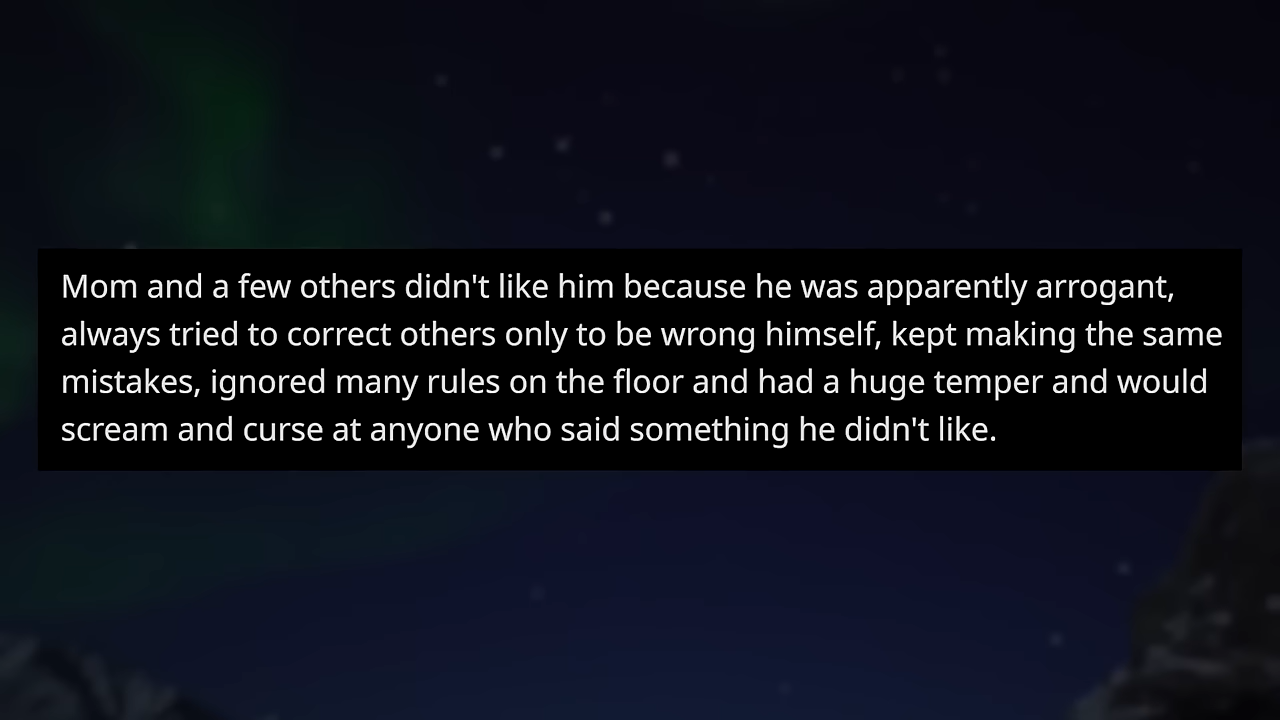 Mom and a few others didn't like him because he was apparently arrogant,
always tried to correct others only to be wrong himself, kept making the same
mistakes, ignored many rules on the floor and had a huge temper and would
scream and curse at anyone who said something he didn't like.